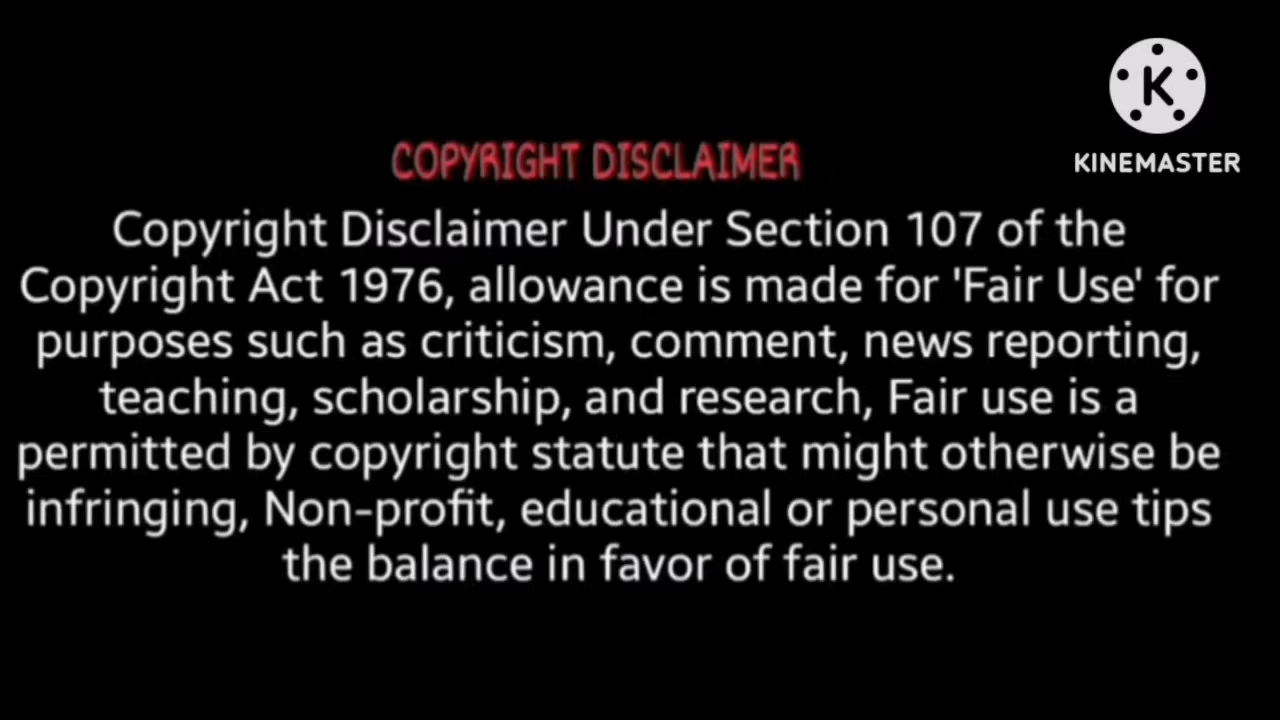 K
KINEMASTER
COPYRIGHT DISCLAIMER
Copyright Disclaimer Under Section 107 of the
Copyright Act 1976, allowance is made for 'Fair Use' for
purposes such as criticism, comment, news reporting,
teaching, scholarship, and research, Fair use is a
permitted by copyright statute that might otherwise be
infringing, Non-profit, educational or personal use tips
the balance in favor of fair use.